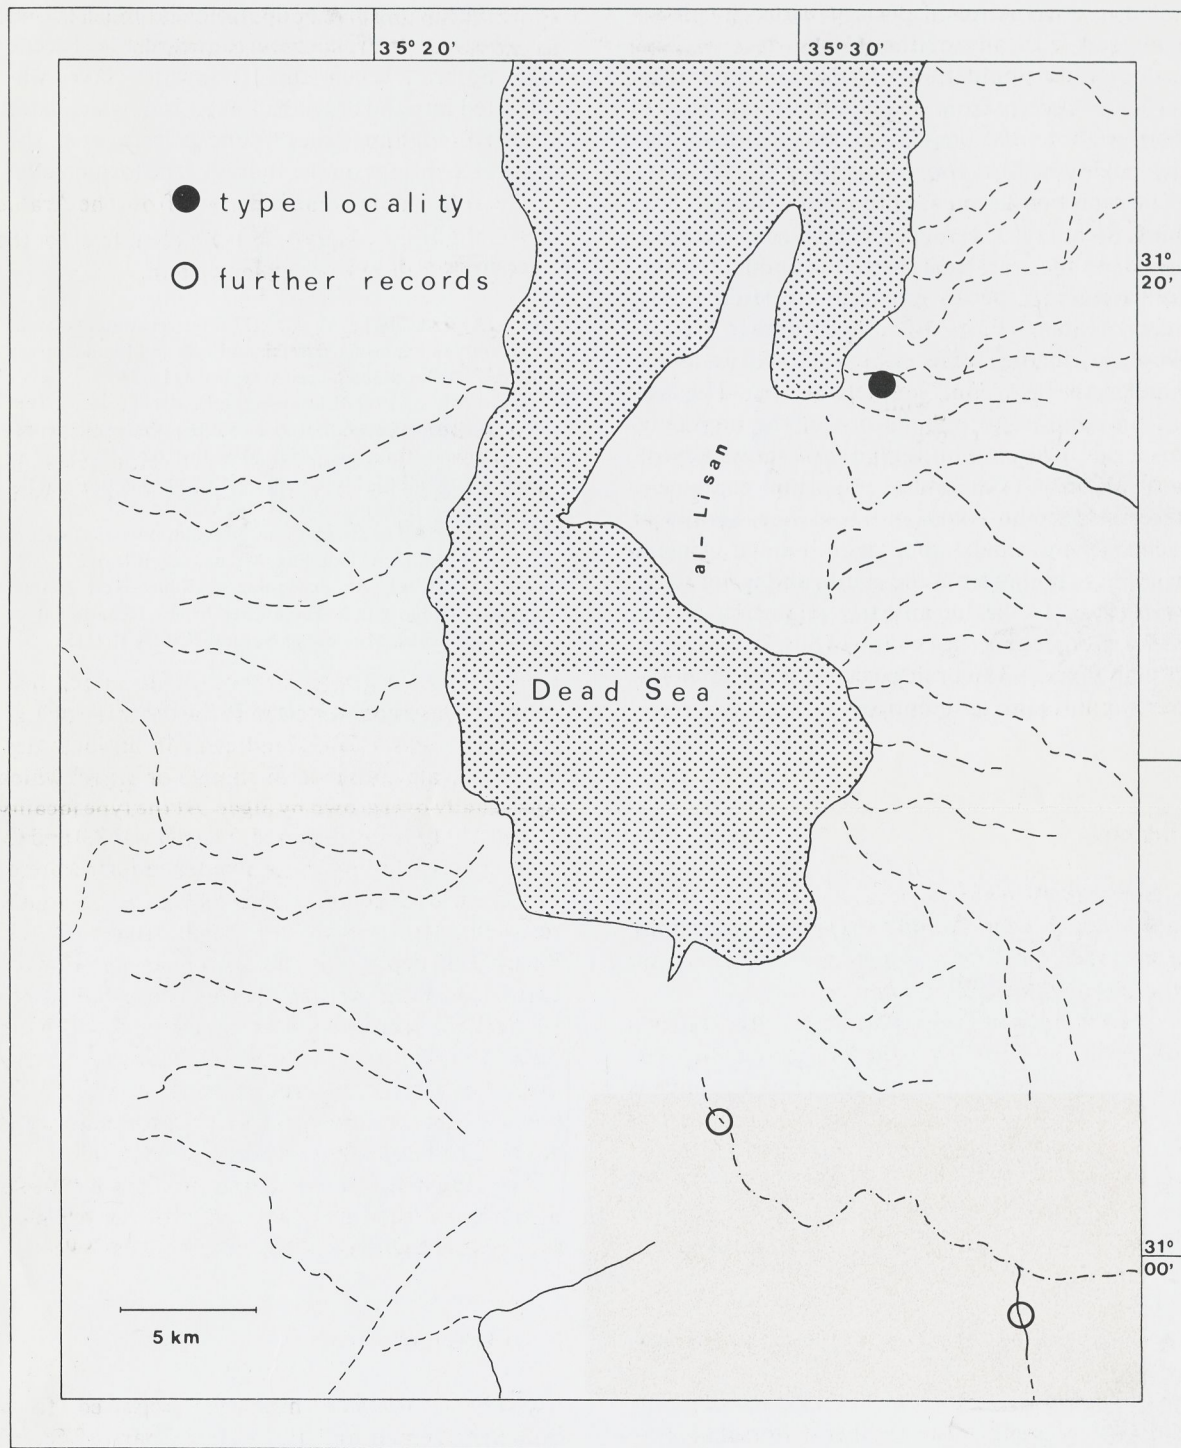 35° 20'
35° 30'
type locality
further records
31°
20'
al-Lisan
Dead Sea
31°
00'
5 km